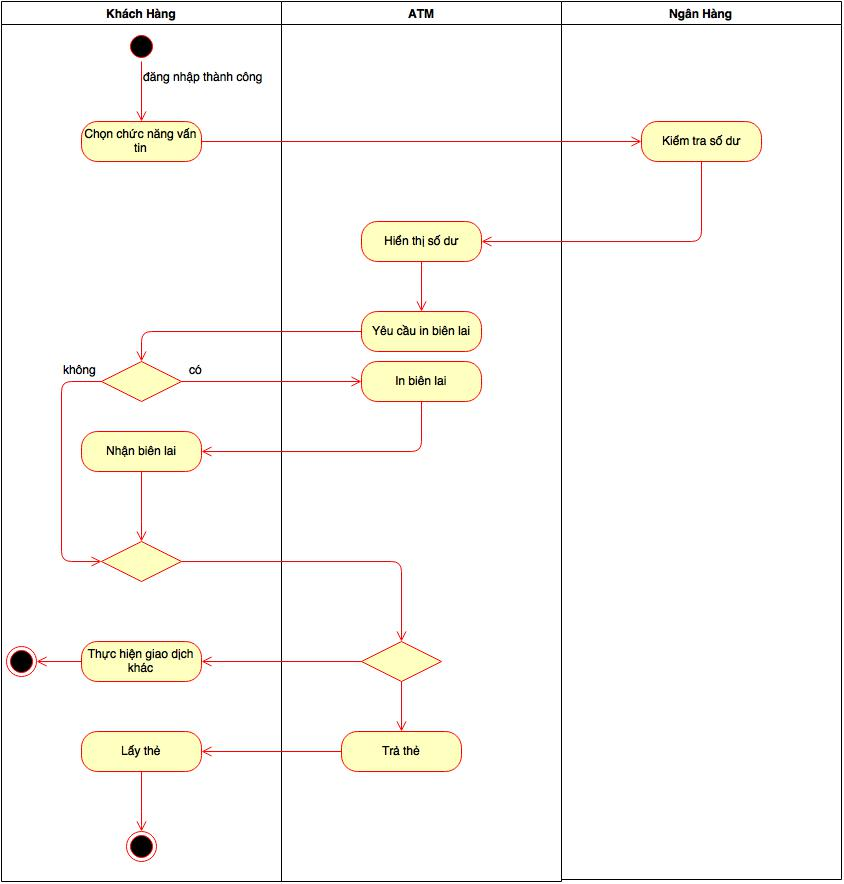 Khách Hàng
ATM
Ngân Hàng
đăng nhập thành công
Chọn chức năng vấn
tin
Kiểm tra số dư
Hiển thị số dư
Yêu cầu in biên lai
không
có
In biên lai
Nhận biên lai
Thực hiện giao dịch
khác
Lấy thẻ
Trả thẻ